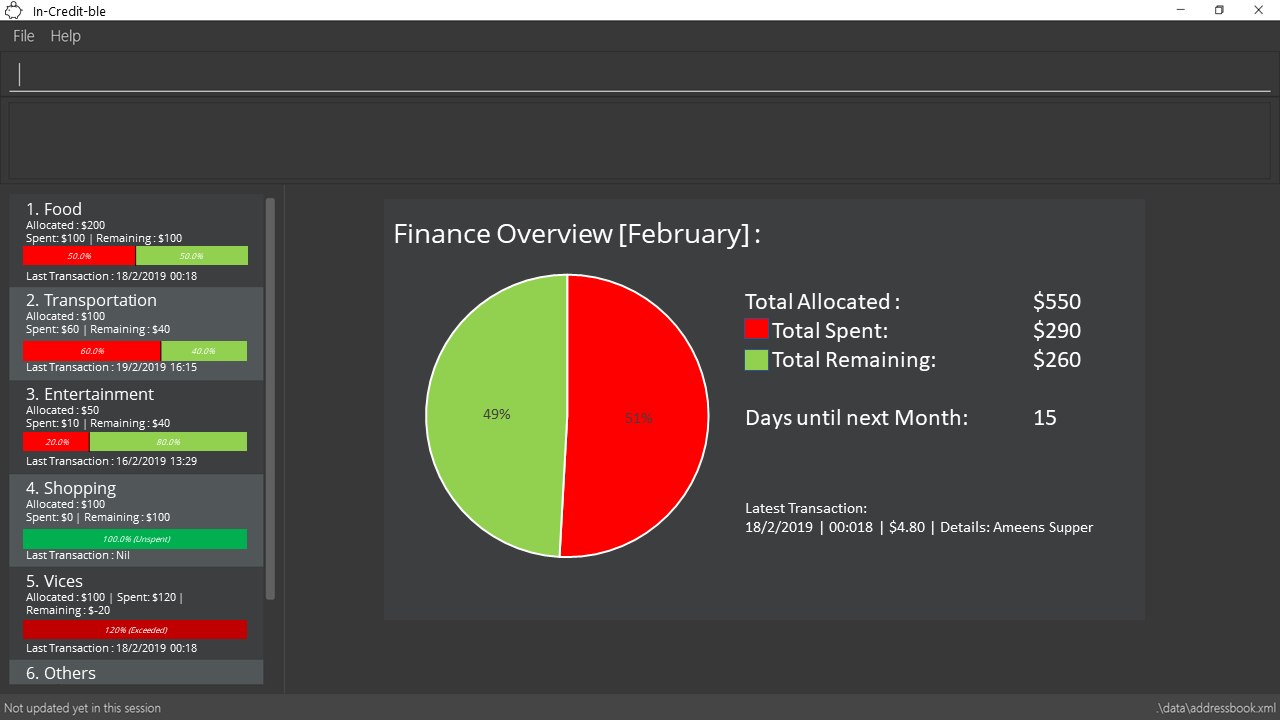 In-Credit-ble
File Help
1. Food
Allocated : $200
Spent: $100 | Remaining : $100
50.0% 50.0%
Last Transaction : 18/2/2019 00:18
2. Transportation
Allocated : $100
Spent: $60 | Remaining : $40
60.0% 40.0%
Last Transaction : 19/2/2019 16:15
3. Entertainment
Allocated : $50
Spent: $10 | Remaining : $40
20.0% 80.0%
Last Transaction : 16/2/2019 13:29
4. Shopping
Allocated : $100
Spent: $0 | Remaining : $100
100.0% (Unspent)
Last Transaction : Nil
5. Vices
Allocated : $100 | Spent: $120 |
Remaining : $-20
120% (Exceeded)
Last Transaction : 18/2/2019 00:18
6. Others
Finance Overview [February] :
49% 51%
Total Allocated : $550
Total Spent: $290
Total Remaining: $260
Days until next Month: 15
Latest Transaction:
18/2/2019 | 00:018 | $4.80 | Details: Ameens Supper
Not updated yet in this session
.\data\addressbook.xml